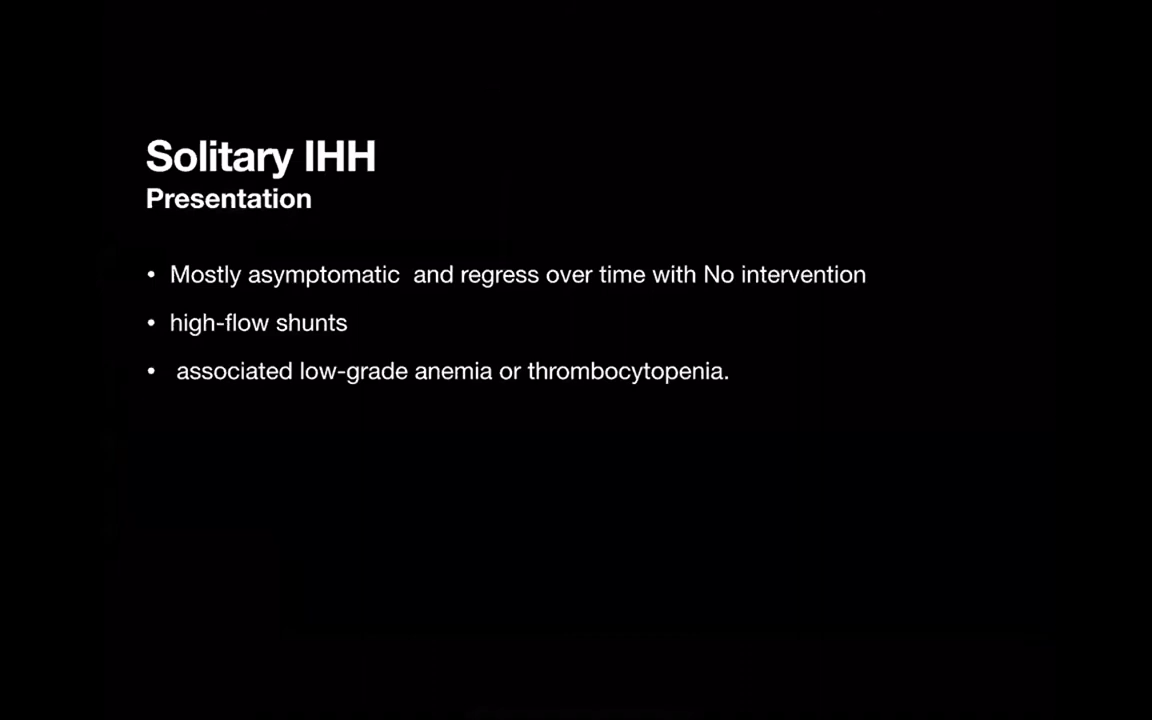 Solitary IHH
Presentation
• Mostly asymptomatic  and regress over time with No intervention
• high-flow shunts
•  associated low-grade anemia or thrombocytopenia.